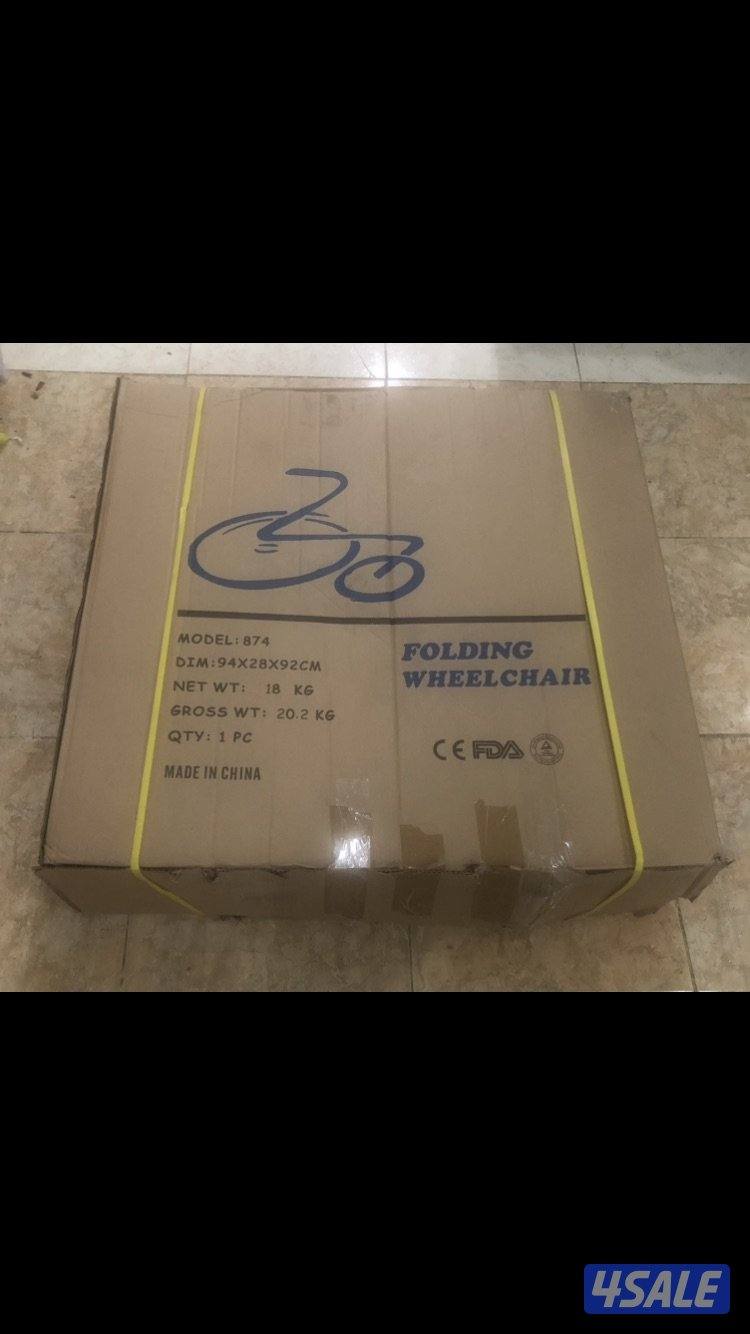 MODEL: 874
DIM: 94X28X92CM
NET WT: 18 KG
GROSS WT: 20.2 KG
QTY: 1 PC
MADE IN CHINA
FOLDING
WHEELCHAIR
CE FDA
4SALE